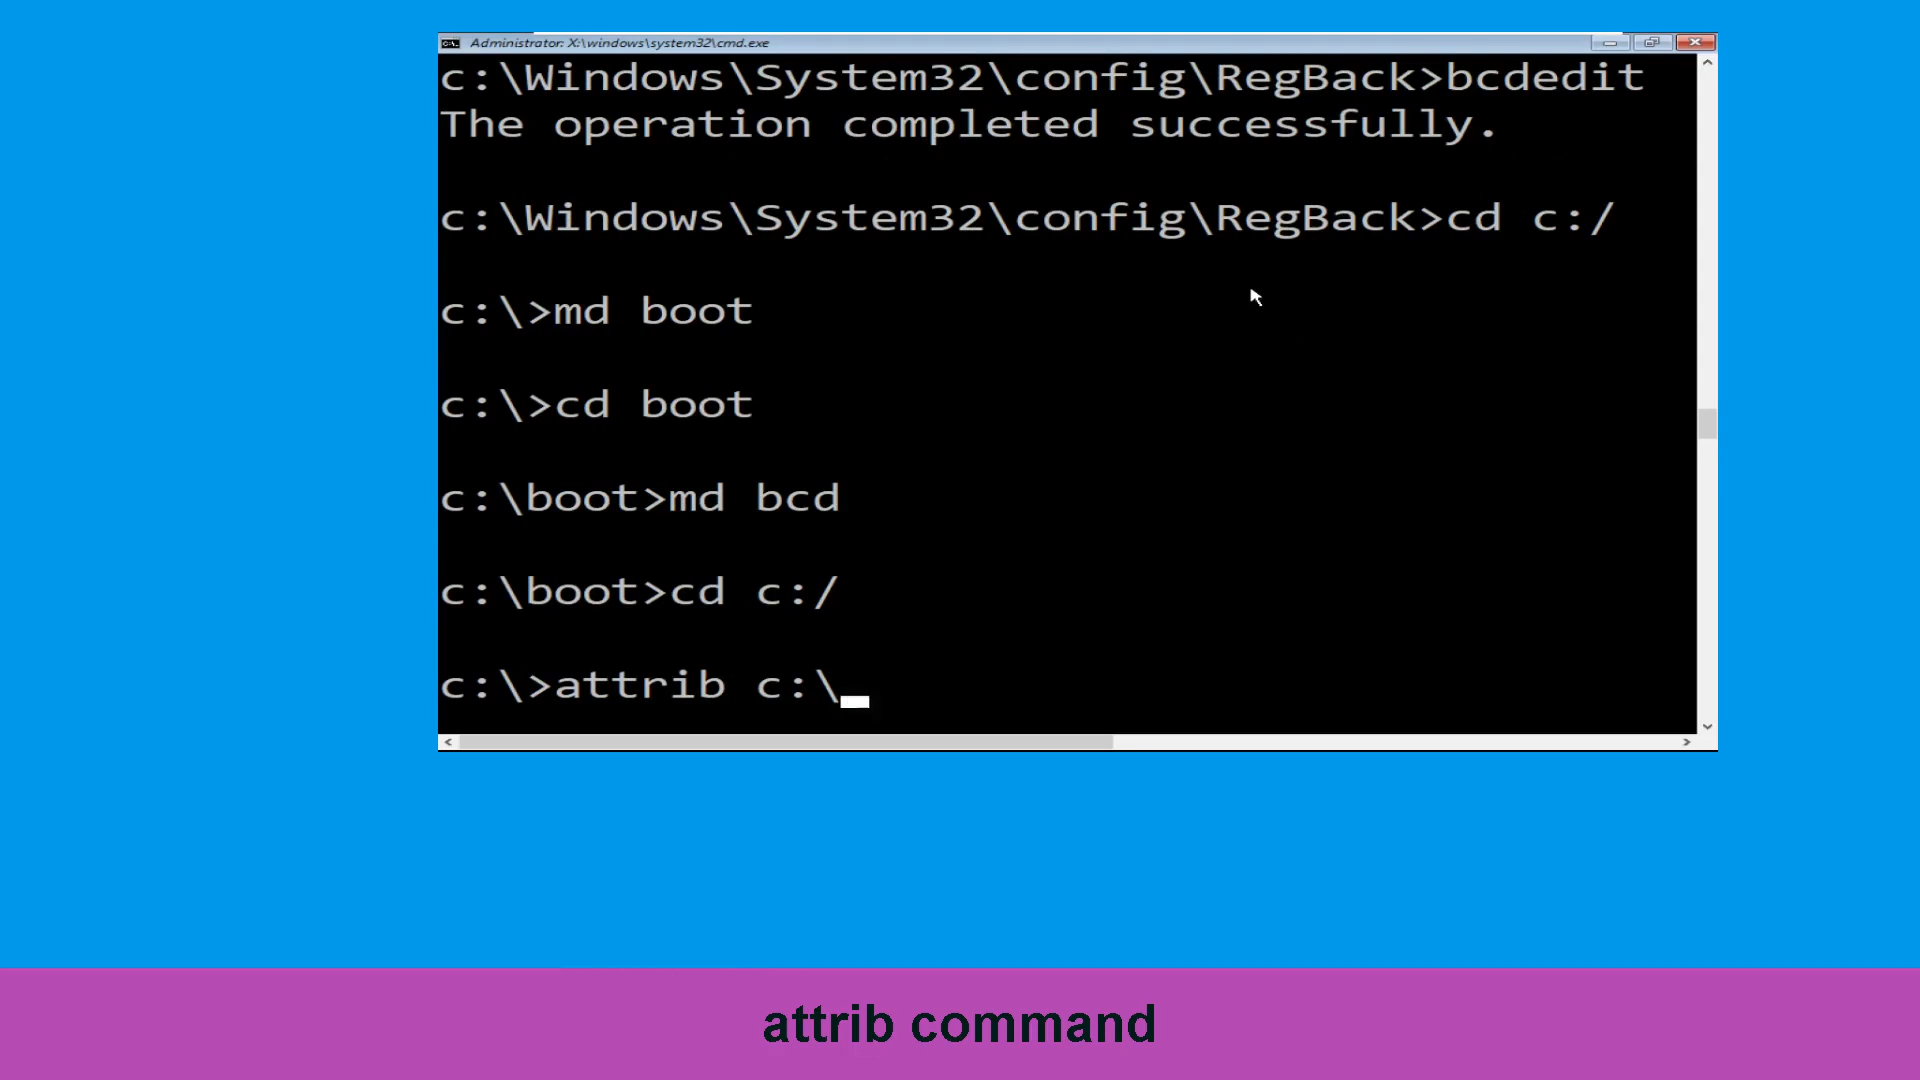 Administrator: X:\windows\system32\cmd.exe
c:\Windows\System32\config\RegBack>bcdedit
The operation completed successfully.
c:\Windows\System32\config\RegBack>cd c:/
c:\>md boot
c:\>cd boot
c:\boot>md bcd
c:\boot>cd c:/
c:\>attrib c:\
attrib command